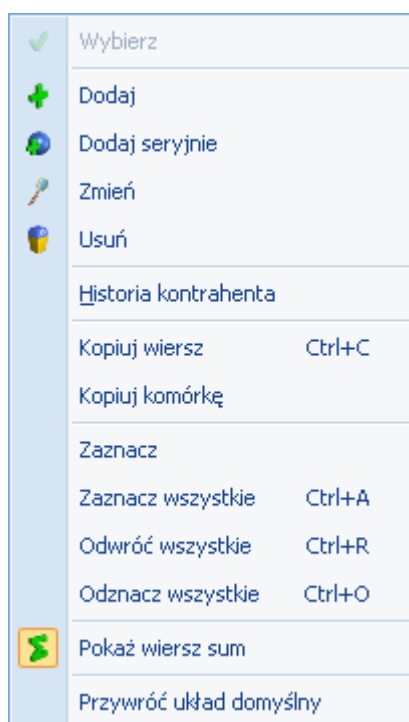 Wybierz
Dodaj
Dodaj seryjnie
Zmień
Usuń
Historia kontrahenta
Kopiuj wiersz Ctrl+C
Kopiuj komórkę
Zaznacz
Zaznacz wszystkie Ctrl+A
Odwróć wszystkie Ctrl+R
Odznacz wszystkie Ctrl+O
Pokaż wiersz sum
Przywróć układ domyślny